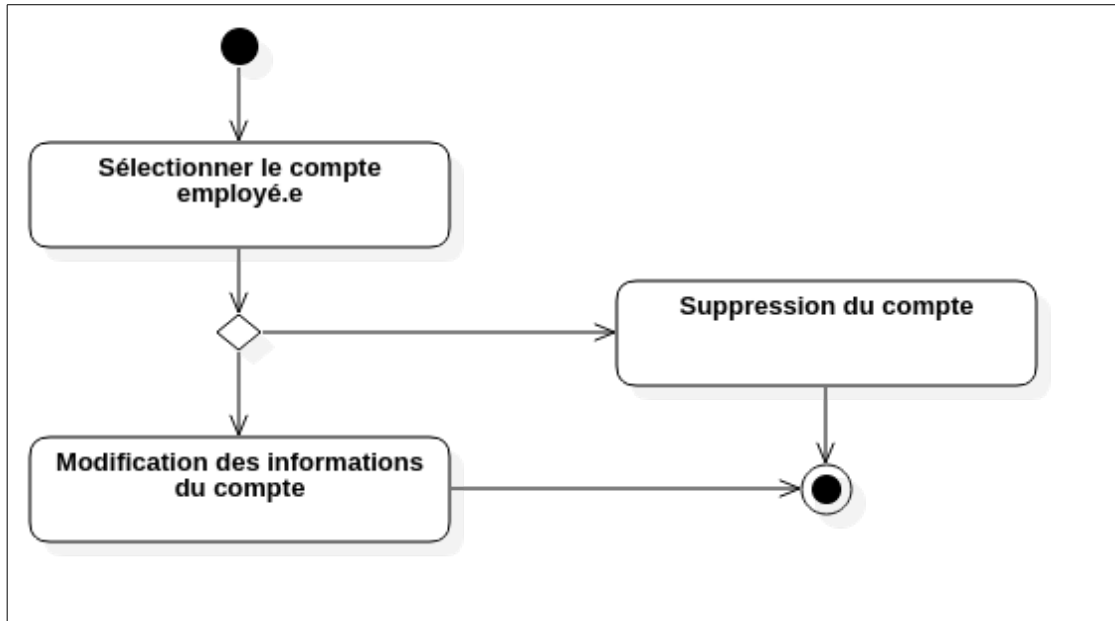 Sélectionner le compte
employé.e
Suppression du compte
Modification des informations
du compte